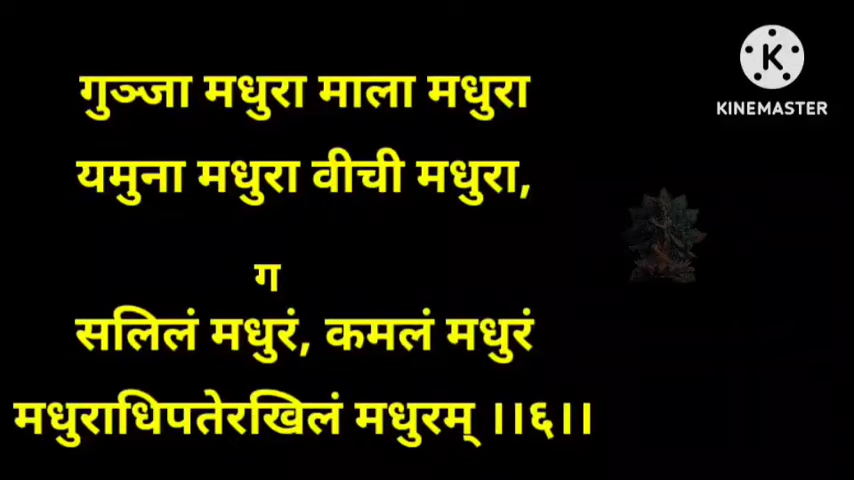 गुञ्जा मधुरा माला मधुरा
यमुना मधुरा वीची मधुरा,
ग
सलिलं मधुरं, कमलं मधुरं
मधुराधिपतेरखिलं मधुरम् ।।६।।
K
KINEMASTER